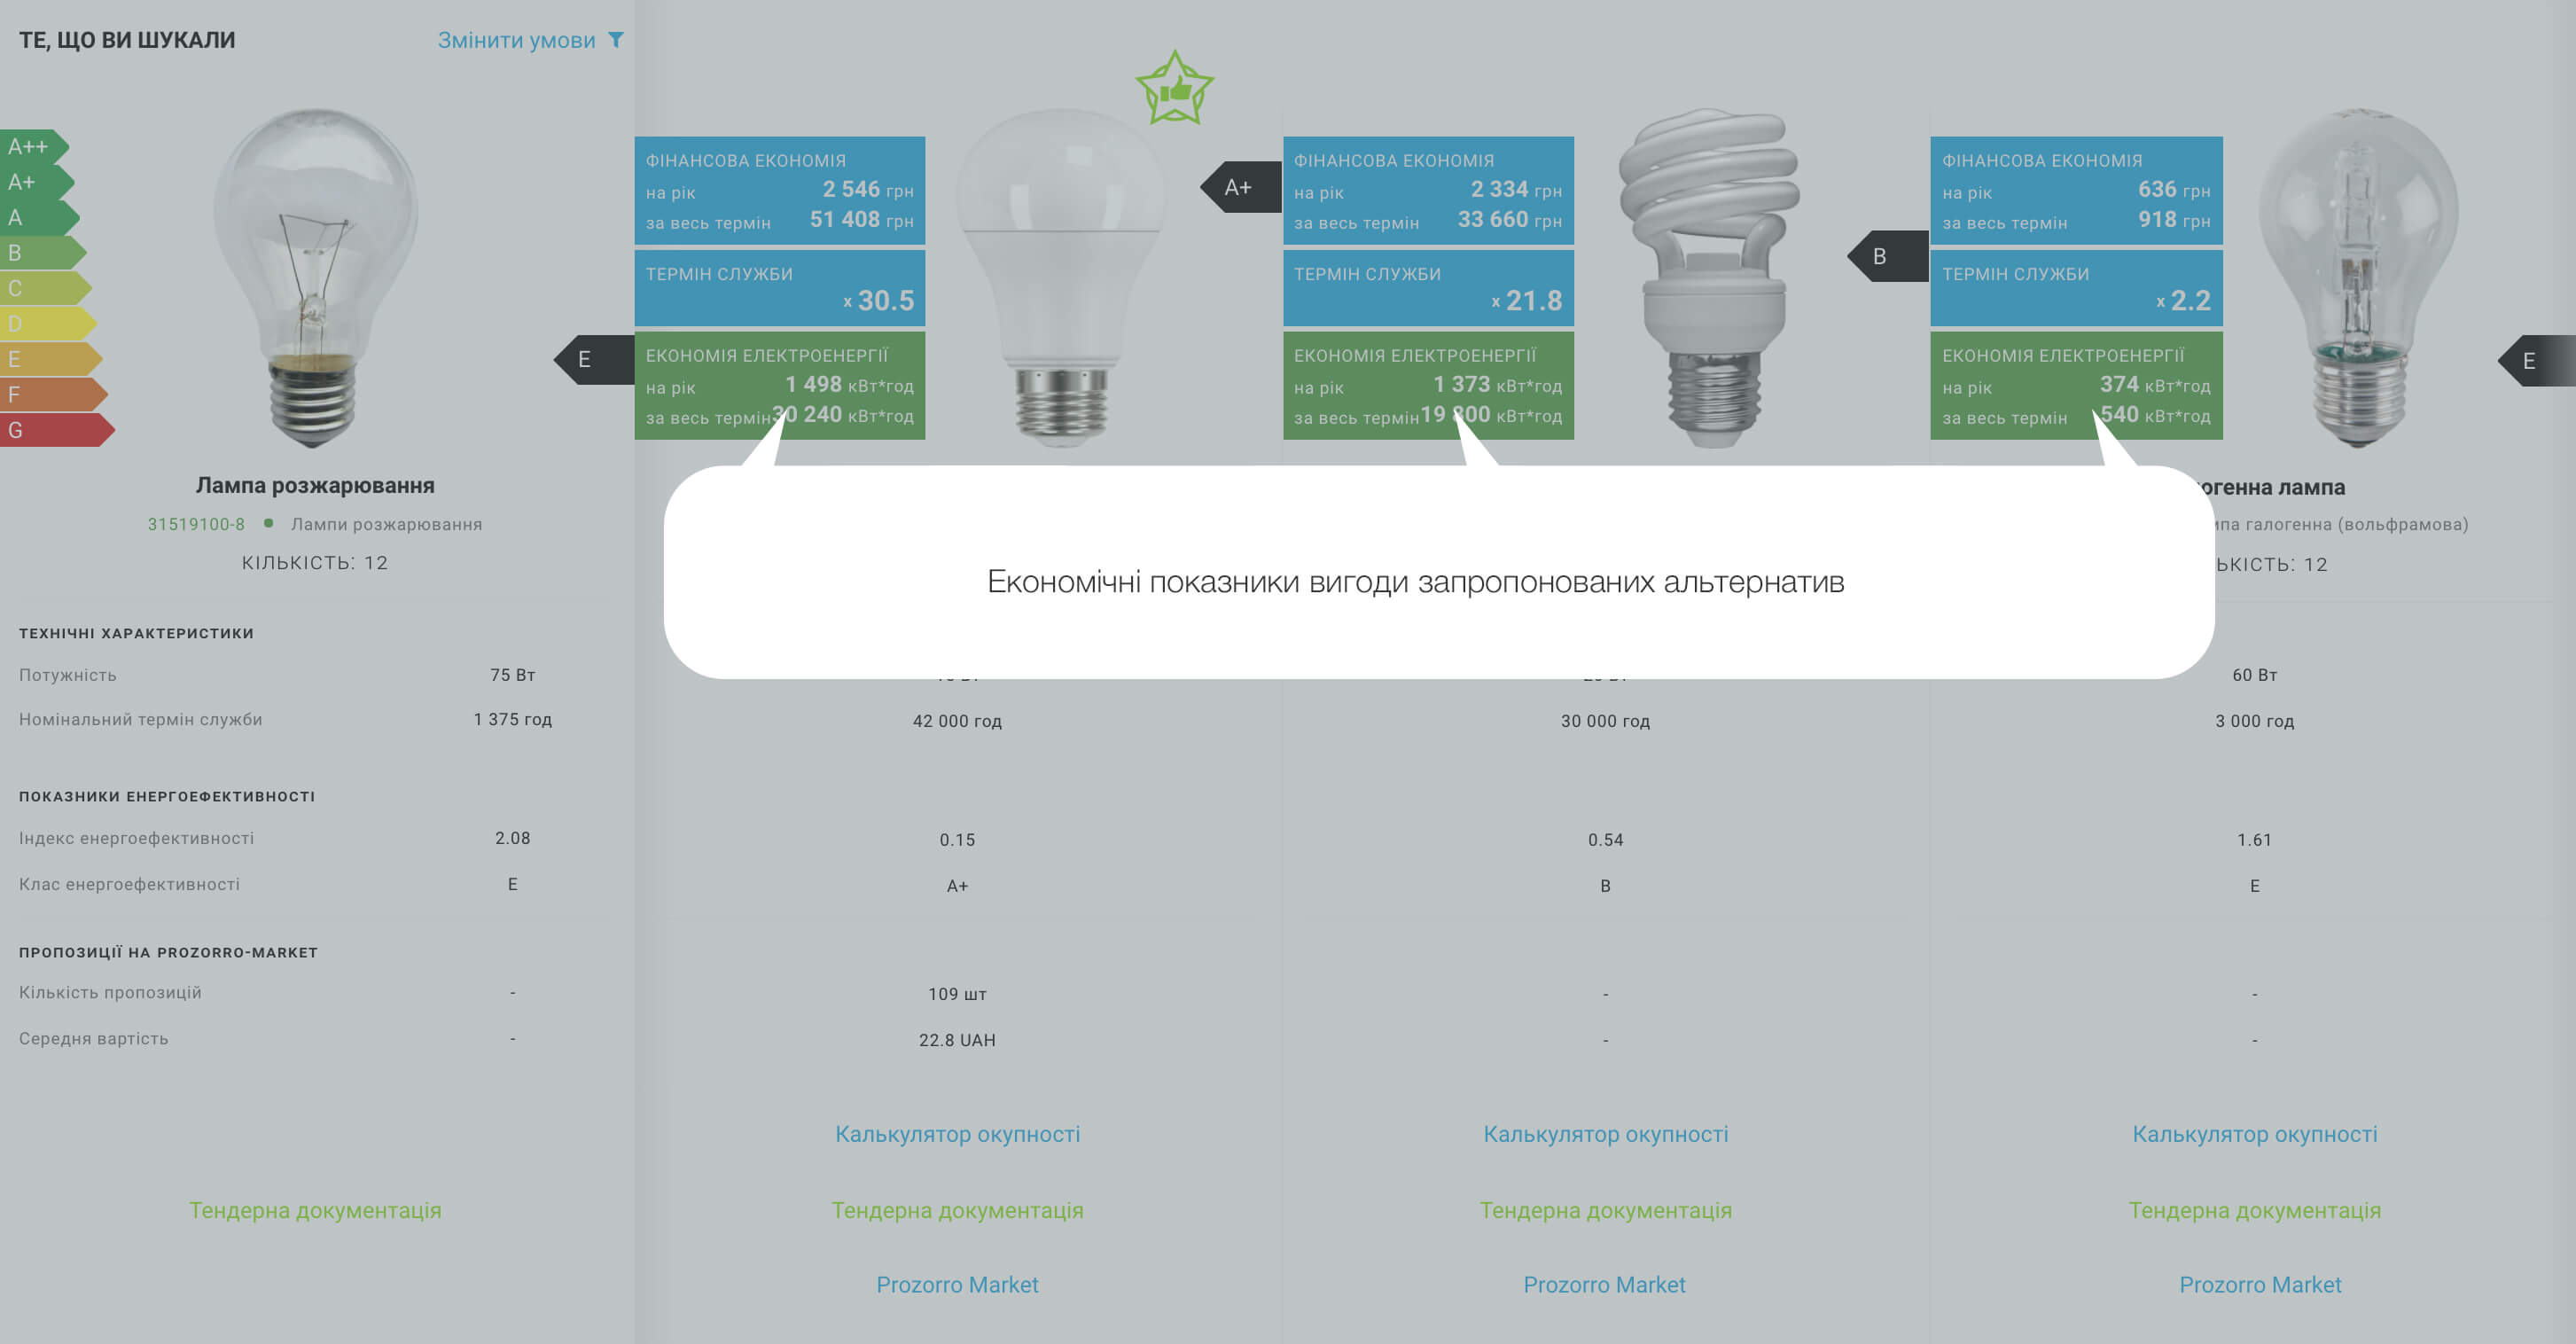 ТЕ, ЩО ВИ ШУКАЛИ
Змінити умови
A++
A+
A
B
C
D
E
F
G
E
Лампа розжарювання
31519100-8 • Лампи розжарювання
КІЛЬКІСТЬ: 12
ТЕХНІЧНІ ХАРАКТЕРИСТИКИ
Потужність 75 Вт
Номінальний термін служби 1 375 год
ПОКАЗНИКИ ЕНЕРГОЕФЕКТИВНОСТІ
Індекс енергоефективності 2.08
Клас енергоефективності E
ПРОПОЗИЦІЇ НА PROZORRO-MARKET
Кількість пропозицій -
Середня вартість -
Тендерна документація
ФІНАНСОВА ЕКОНОМІЯ
на рік 2 546 грн
за весь термін 51 408 грн
ТЕРМІН СЛУЖБИ
x 30.5
ЕКОНОМІЯ ЕЛЕКТРОЕНЕРГІЇ
на рік 1 498 кВт*год
за весь термін 30 240 кВт*год
A+
42 000 год
0.15
A+
109 шт
22.8 UAH
Калькулятор окупності
Тендерна документація
Prozorro Market
ФІНАНСОВА ЕКОНОМІЯ
на рік 2 334 грн
за весь термін 33 660 грн
ТЕРМІН СЛУЖБИ
x 21.8
ЕКОНОМІЯ ЕЛЕКТРОЕНЕРГІЇ
на рік 1 373 кВт*год
за весь термін 19 800 кВт*год
B
30 000 год
0.54
B
-
-
Калькулятор окупності
Тендерна документація
Prozorro Market
ФІНАНСОВА ЕКОНОМІЯ
на рік 636 грн
за весь термін 918 грн
ТЕРМІН СЛУЖБИ
x 2.2
ЕКОНОМІЯ ЕЛЕКТРОЕНЕРГІЇ
на рік 374 кВт*год
за весь термін 540 кВт*год
E
лампа
галогенна (вольфрамова)
12
60 Вт
3 000 год
1.61
E
-
-
Калькулятор окупності
Тендерна документація
Prozorro Market
Економічні показники вигоди запропонованих альтернатив